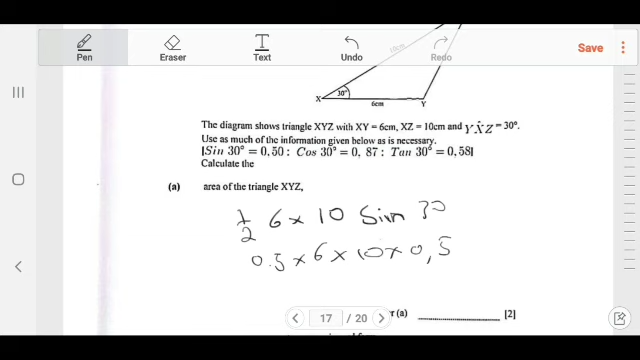 Pen
Eraser
Text
Undo
Redo
Save
10cm
30°
X
6cm
Y
The diagram shows triangle XYZ with XY = 6cm, XZ = 10cm and YX̂Z = 30°.
Use as much of the information given below as is necessary.
[Sin 30° = 0,50 : Cos 30° = 0, 87 : Tan 30° = 0,58]
Calculate the
(a) area of the triangle XYZ,
1/2 6 × 10 Sin 30
0.5 × 6 × 10 × 0,5
17 / 20
r (a) [2]